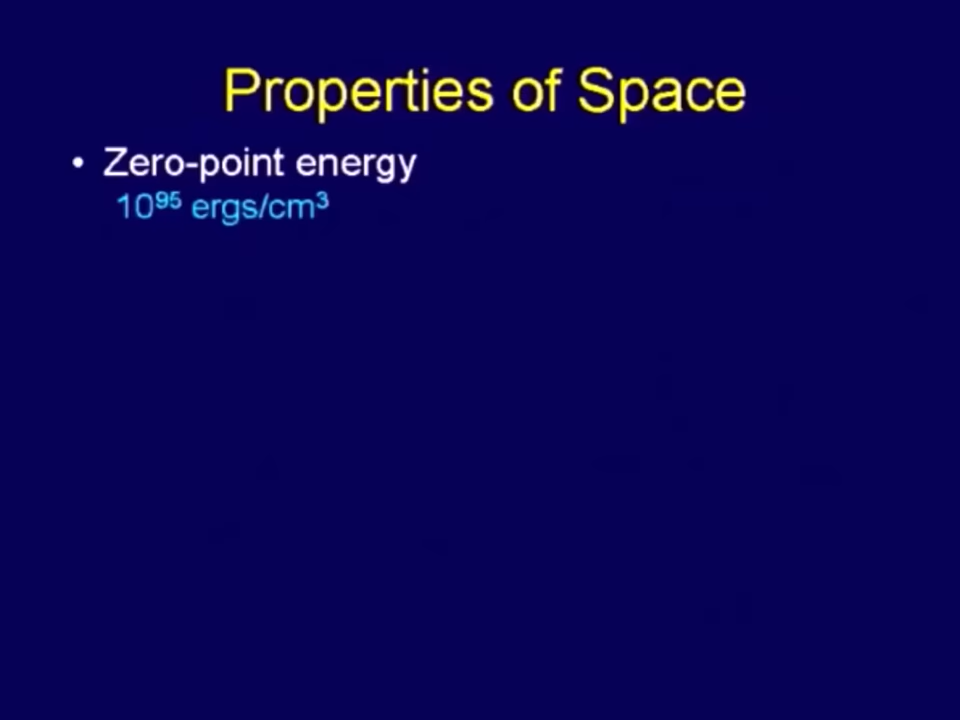 Properties of Space
• Zero-point energy
10⁹⁵ ergs/cm³